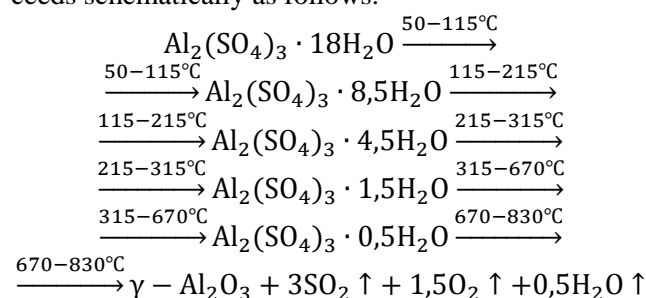 ceeds schematically as follows:
Al₂(SO₄)₃ · 18H₂O 50−115℃ →
50−115℃ → Al₂(SO₄)₃ · 8,5H₂O 115−215℃ →
115−215℃ → Al₂(SO₄)₃ · 4,5H₂O 215−315℃ →
215−315℃ → Al₂(SO₄)₃ · 1,5H₂O 315−670℃ →
315−670℃ → Al₂(SO₄)₃ · 0,5H₂O 670−830℃ →
670−830℃ → γ − Al₂O₃ + 3SO₂ ↑ + 1,5O₂ ↑ +0,5H₂O ↑